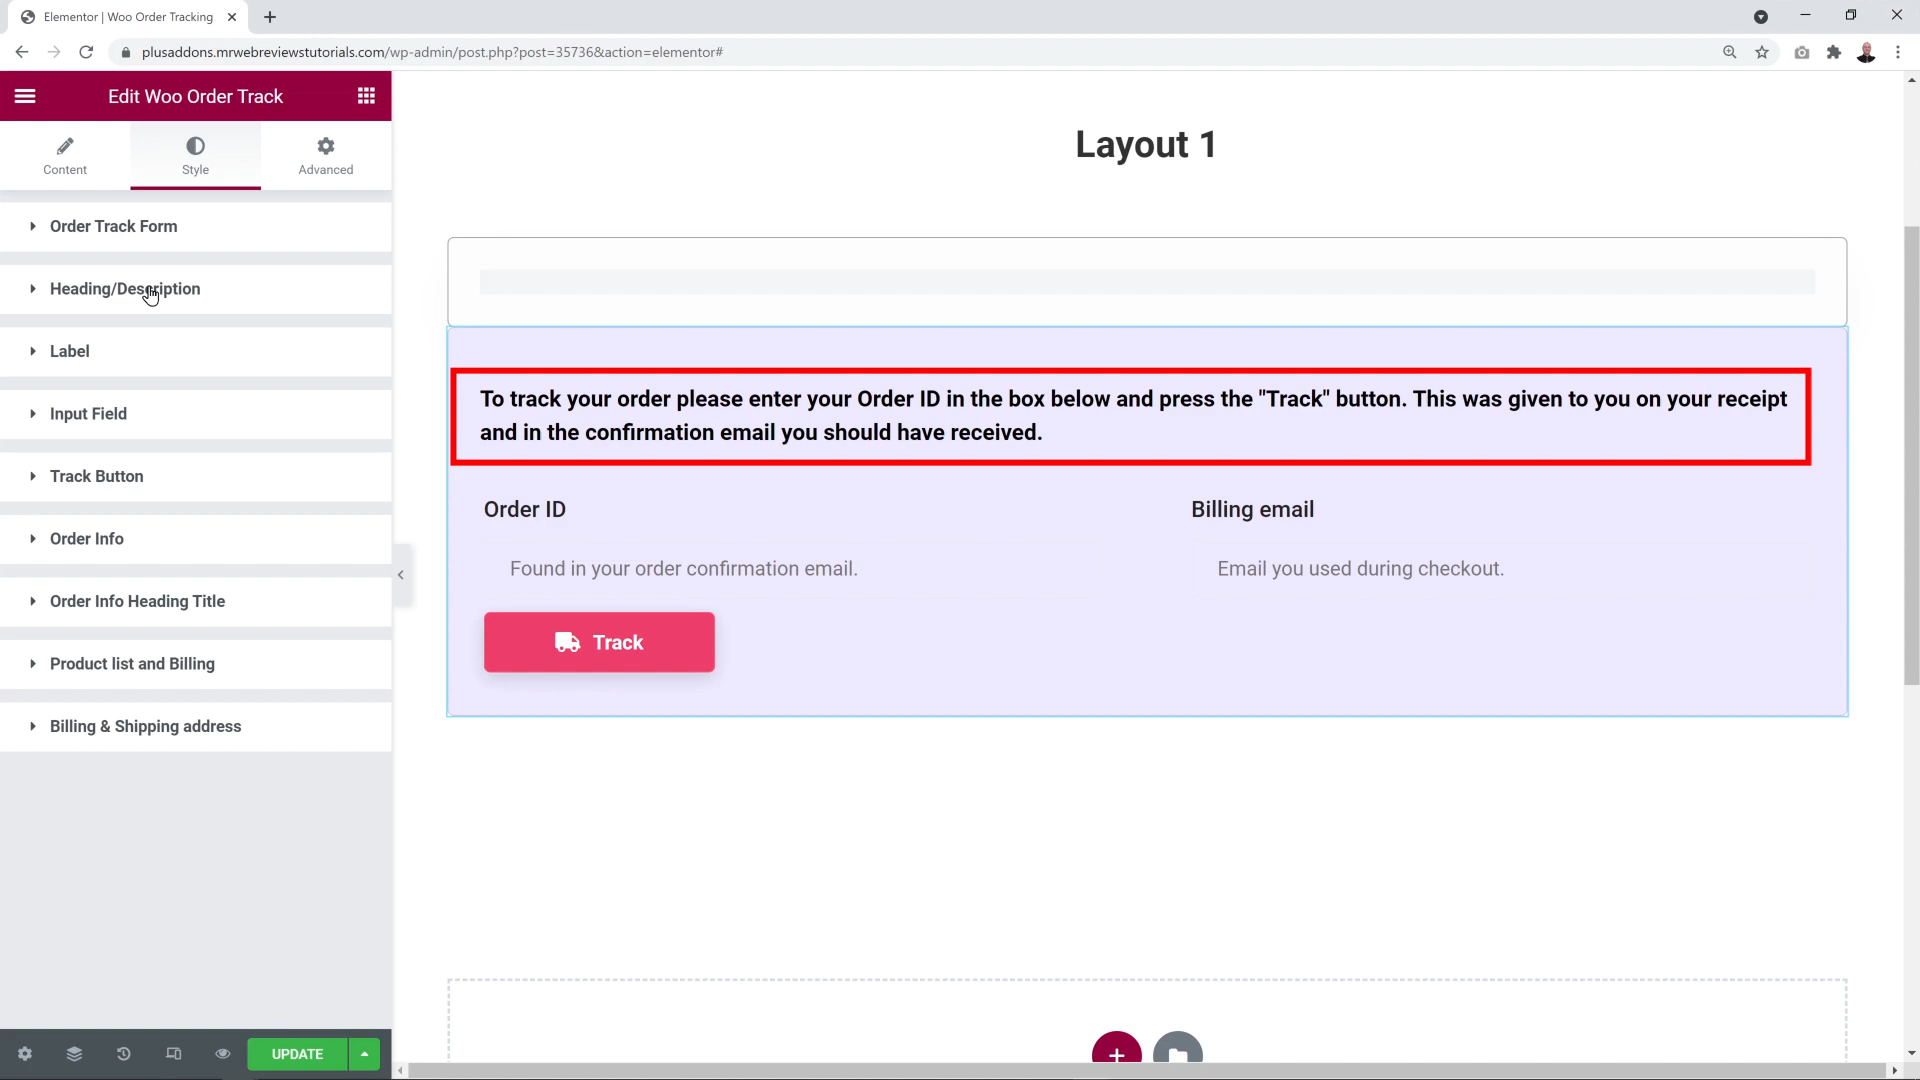 Elementor | Woo Order Tracking
plusaddons.mrwebreviewstutorials.com/wp-admin/post.php?post=35736&action=elementor#
Edit Woo Order Track
Content
Style
Advanced
Order Track Form
Heading/Description
Label
Input Field
Track Button
Order Info
Order Info Heading Title
Product list and Billing
Billing & Shipping address
UPDATE
Layout 1
To track your order please enter your Order ID in the box below and press the "Track" button. This was given to you on your receipt
and in the confirmation email you should have received.
Order ID
Billing email
Found in your order confirmation email.
Email you used during checkout.
Track